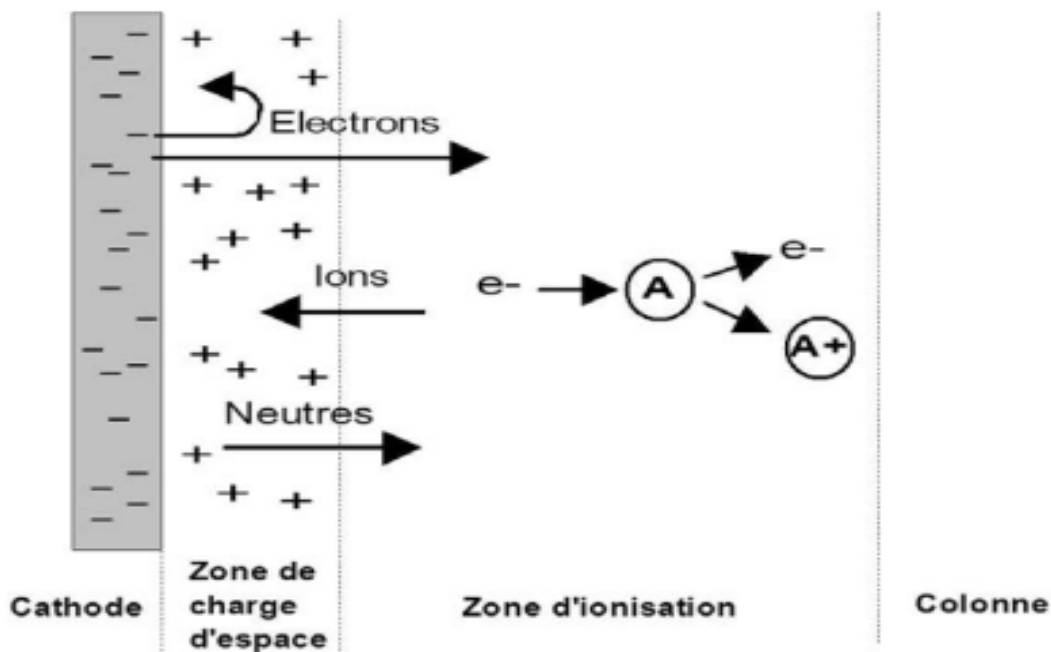 Electrons
Ions
e-
A
e-
A+
Neutres
Cathode
Zone de
charge
d'espace
Zone d'ionisation
Colonne